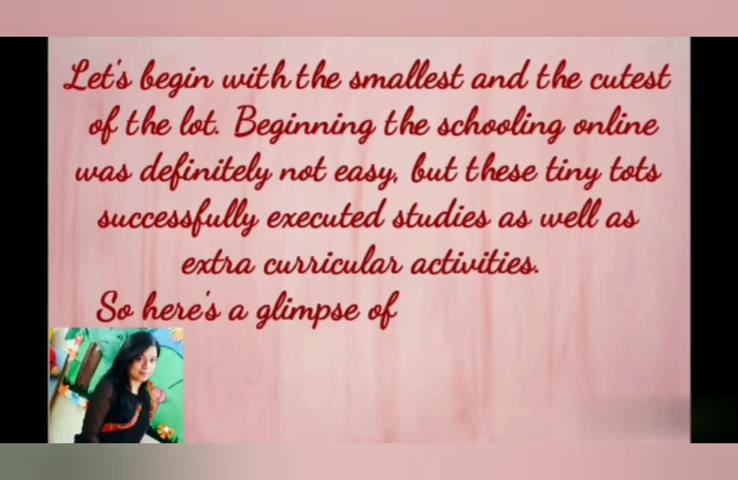 Let's begin with the smallest and the cutest
of the lot. Beginning the schooling online
was definitely not easy, but these tiny tots
successfully executed studies as well as
extra curricular activities.
So here's a glimpse of